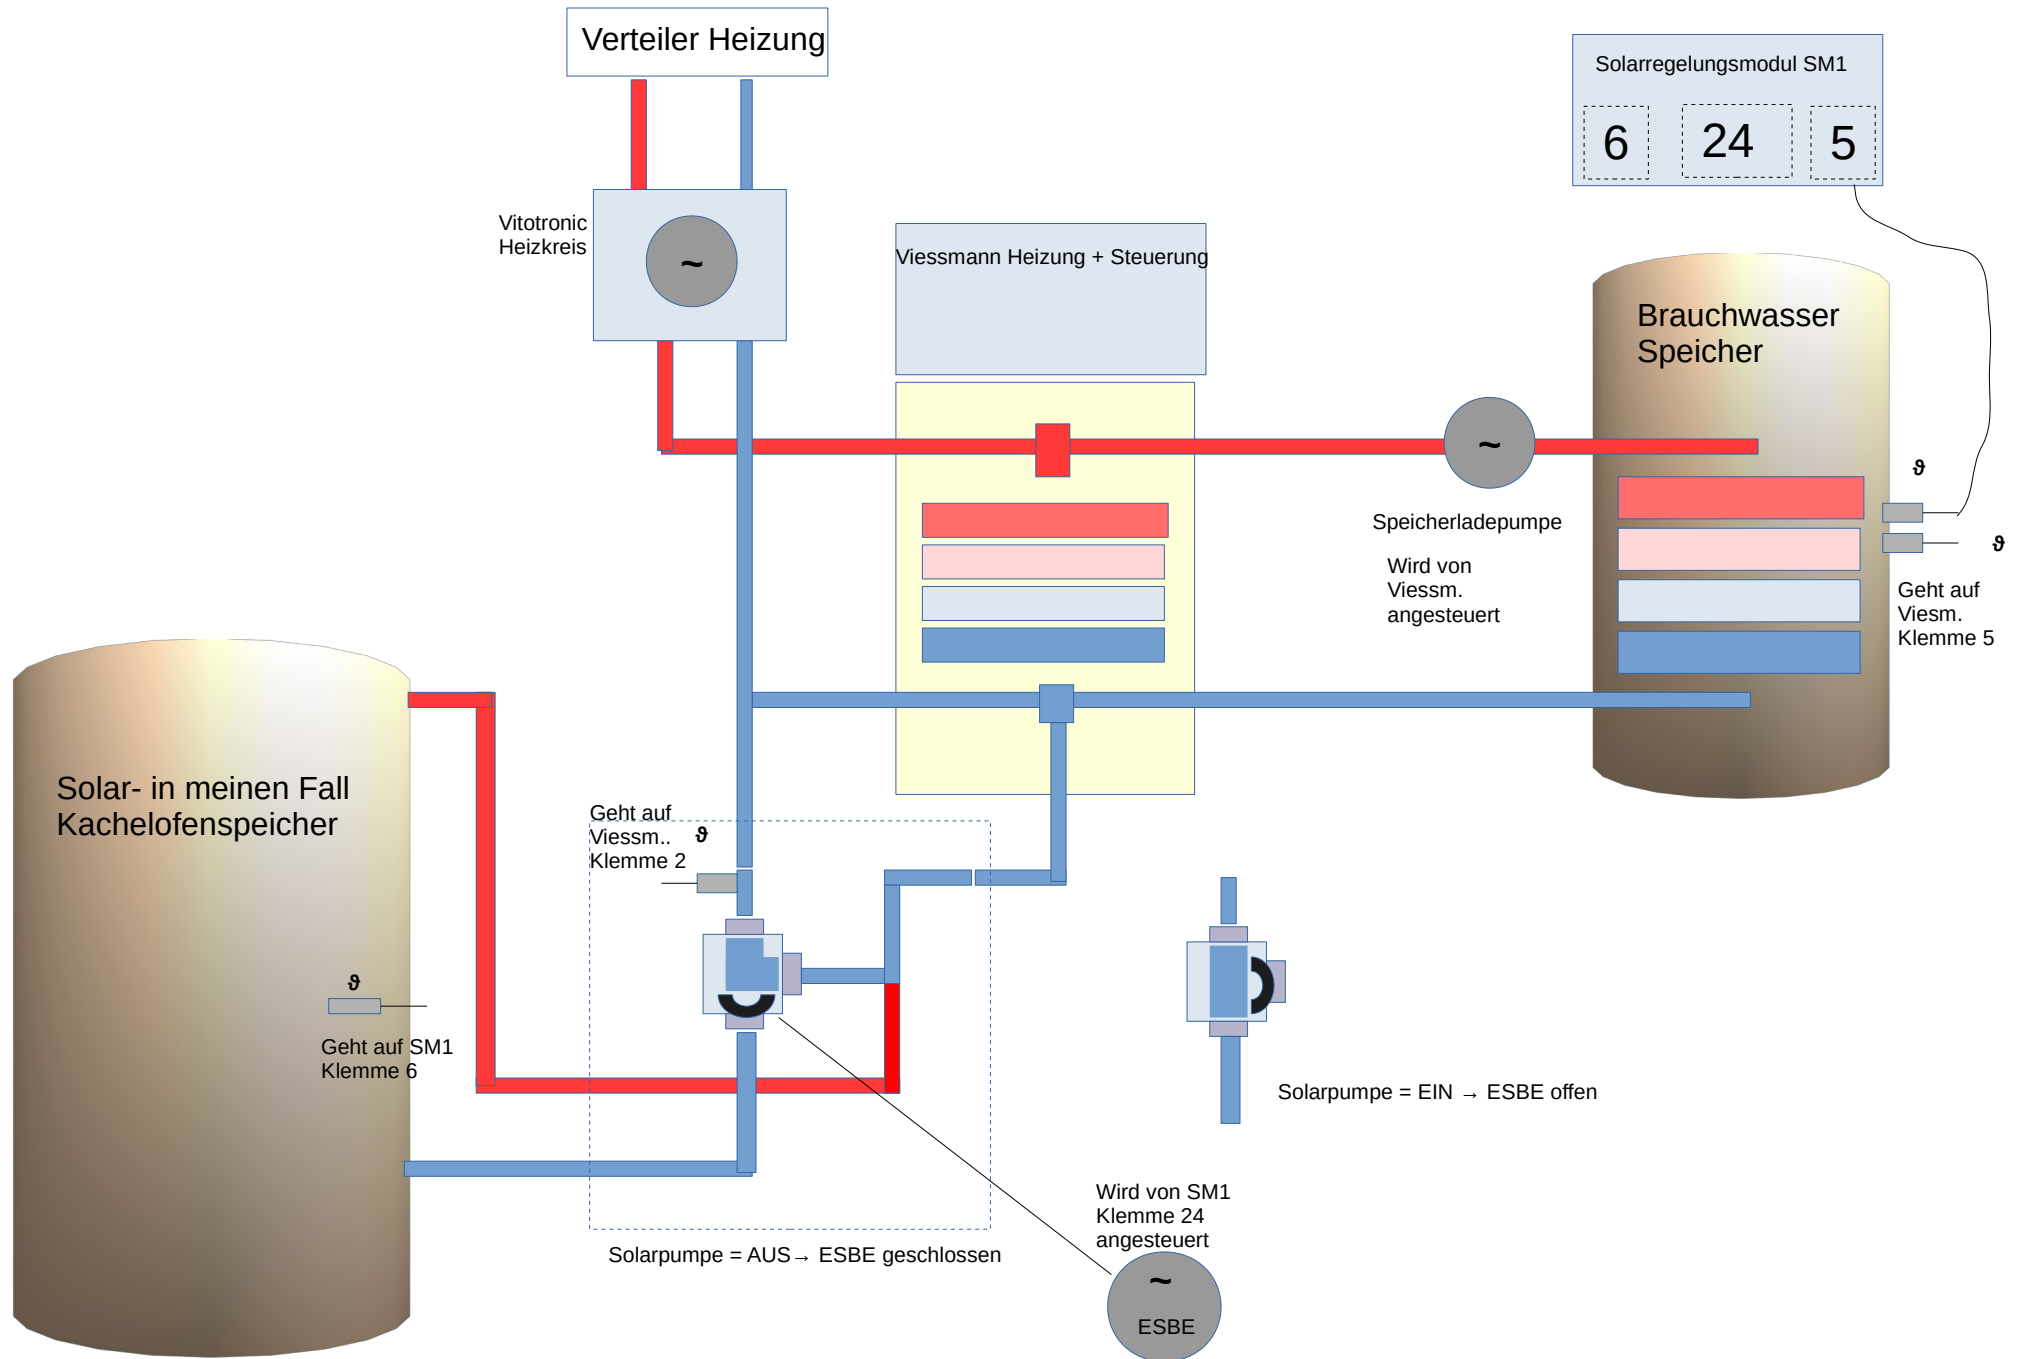 Verteiler Heizung
Solarregelungsmodul SM1
6
24
5
Vitotronic
Heizkreis
~
Viessmann Heizung + Steuerung
Brauchwasser
Speicher
~
ϑ
Speicherladepumpe
ϑ
Wird von
Viessm.
angesteuert
Geht auf
Viesm.
Klemme 5
Solar- in meinen Fall
Kachelofenspeicher
Geht auf
Viessm..
Klemme 2
ϑ
ϑ
Geht auf SM1
Klemme 6
Solarpumpe = EIN → ESBE offen
Wird von SM1
Klemme 24
angesteuert
Solarpumpe = AUS→ ESBE geschlossen
~
ESBE